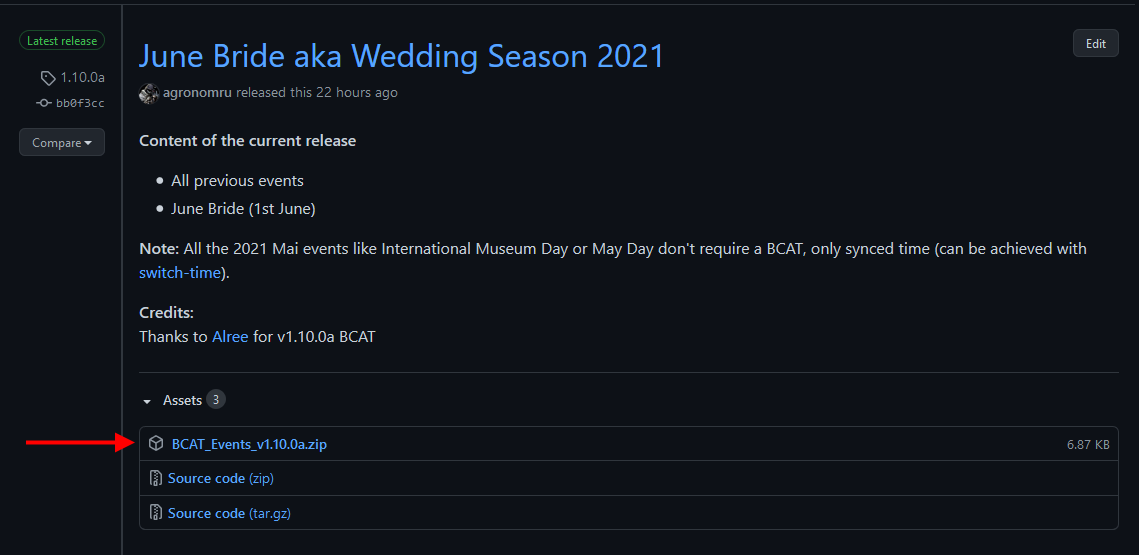 Latest release
1.10.0a
bb0f3cc
Compare
June Bride aka Wedding Season 2021
Edit
agronomru released this 22 hours ago
Content of the current release
All previous events
June Bride (1st June)
Note: All the 2021 Mai events like International Museum Day or May Day don't require a BCAT, only synced time (can be achieved with
switch-time).
Credits:
Thanks to Alree for v1.10.0a BCAT
Assets 3
BCAT_Events_v1.10.0a.zip 6.87 KB
Source code (zip)
Source code (tar.gz)